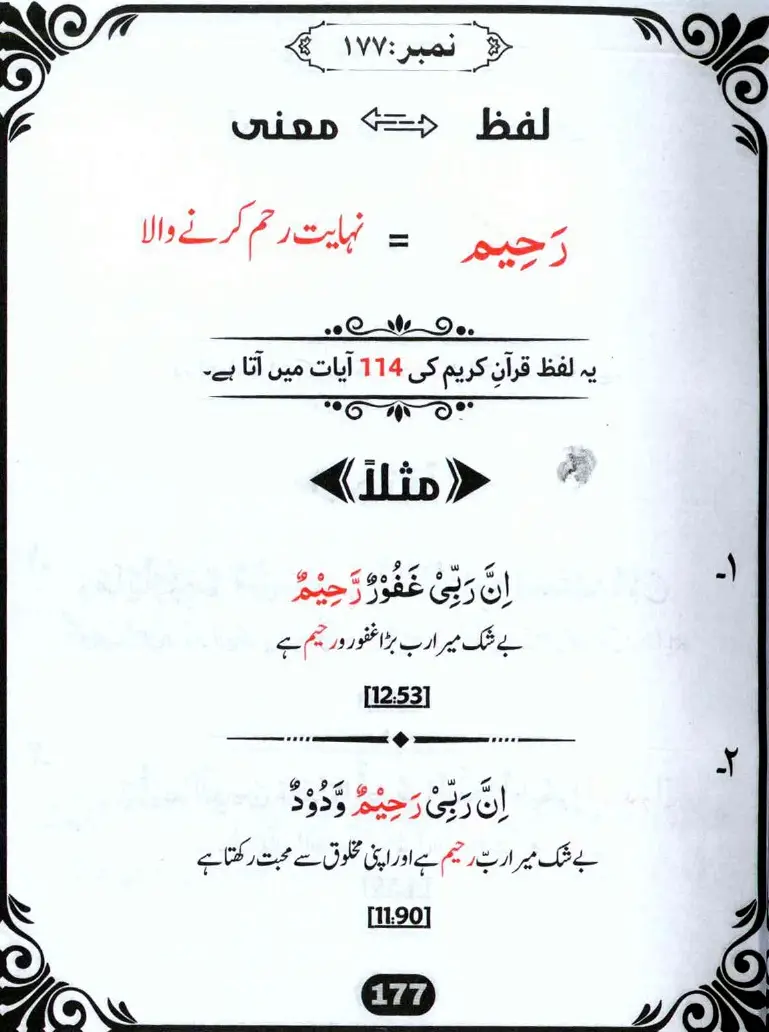 نمبر: ۱۷۷
لفظ ⇐⇒ معنی
رَحِیم = نہایت رحم کرنے والا
یہ لفظ قرآنِ کریم کی 114 آیات میں آتا ہے۔
مثلاً
۱۔
اِنَّ رَبِّیْ غَفُوْرٌ رَّحِیْمٌ
بے شک میرا رب بڑا غفور و رحیم ہے
[12:53]
۲۔
اِنَّ رَبِّیْ رَحِیْمٌ وَّدُوْدٌ
بے شک میرا ربّ رحیم ہے اور اپنی مخلوق سے محبت رکھتا ہے
[11:90]
177